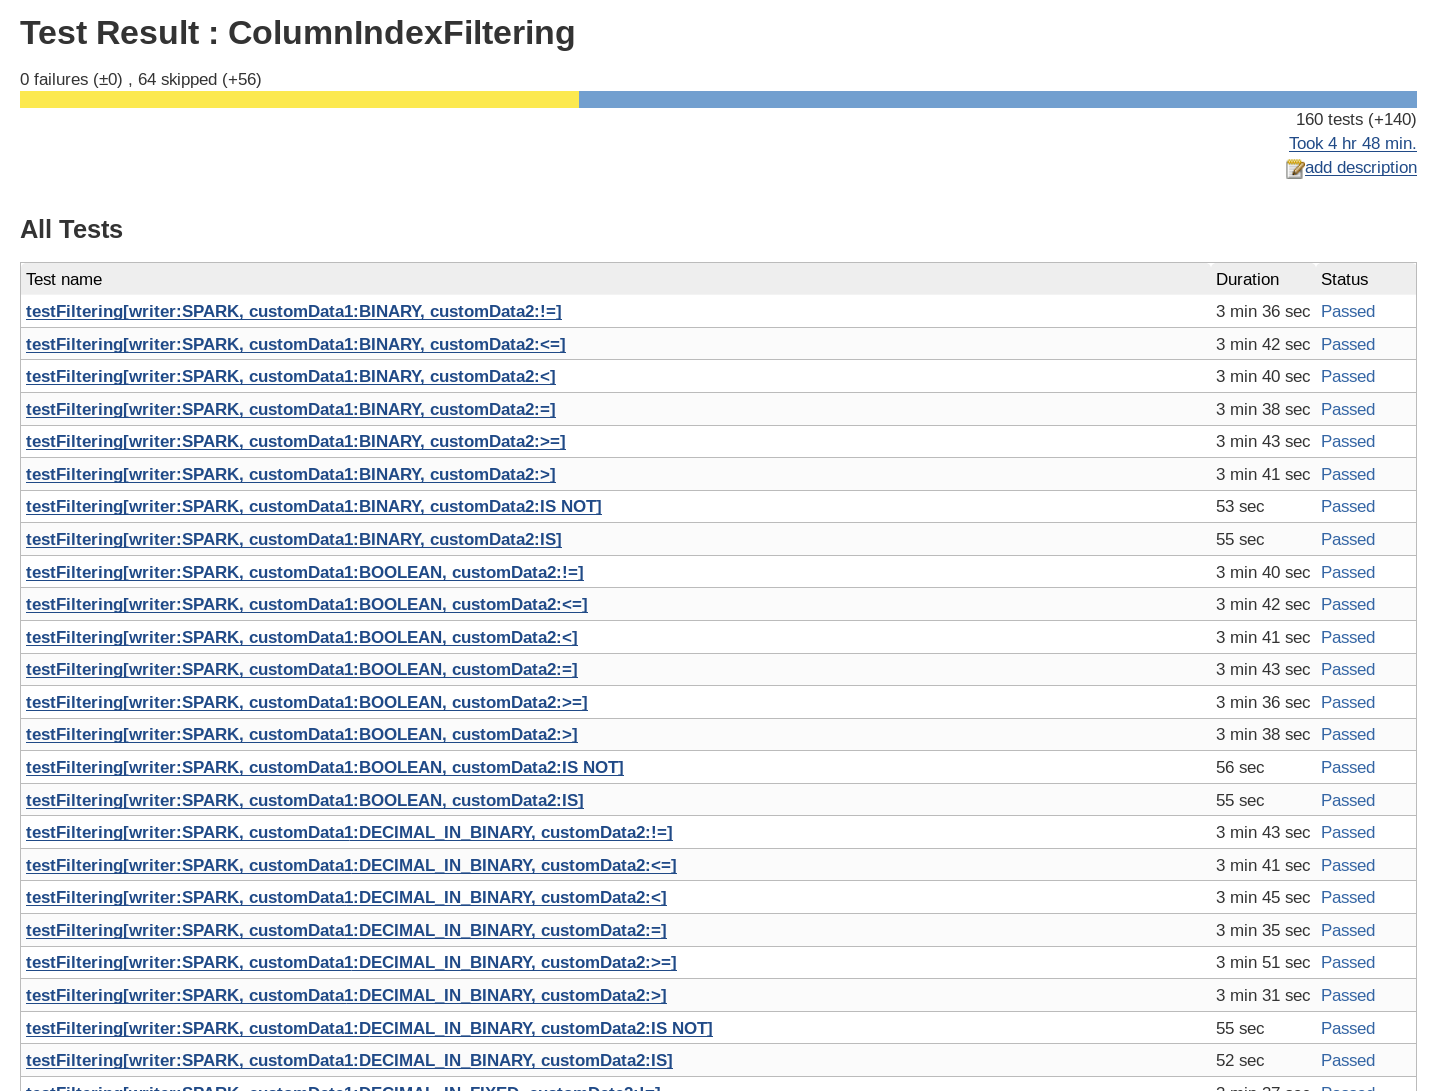 Test Result : ColumnIndexFiltering
0 failures (±0) , 64 skipped (+56)
160 tests (+140)
Took 4 hr 48 min.
add description
All Tests
Test name Duration Status
testFiltering[writer:SPARK, customData1:BINARY, customData2:!=] 3 min 36 sec Passed
testFiltering[writer:SPARK, customData1:BINARY, customData2:<=] 3 min 42 sec Passed
testFiltering[writer:SPARK, customData1:BINARY, customData2:<] 3 min 40 sec Passed
testFiltering[writer:SPARK, customData1:BINARY, customData2:=] 3 min 38 sec Passed
testFiltering[writer:SPARK, customData1:BINARY, customData2:>=] 3 min 43 sec Passed
testFiltering[writer:SPARK, customData1:BINARY, customData2:>] 3 min 41 sec Passed
testFiltering[writer:SPARK, customData1:BINARY, customData2:IS NOT] 53 sec Passed
testFiltering[writer:SPARK, customData1:BINARY, customData2:IS] 55 sec Passed
testFiltering[writer:SPARK, customData1:BOOLEAN, customData2:!=] 3 min 40 sec Passed
testFiltering[writer:SPARK, customData1:BOOLEAN, customData2:<=] 3 min 42 sec Passed
testFiltering[writer:SPARK, customData1:BOOLEAN, customData2:<] 3 min 41 sec Passed
testFiltering[writer:SPARK, customData1:BOOLEAN, customData2:=] 3 min 43 sec Passed
testFiltering[writer:SPARK, customData1:BOOLEAN, customData2:>=] 3 min 36 sec Passed
testFiltering[writer:SPARK, customData1:BOOLEAN, customData2:>] 3 min 38 sec Passed
testFiltering[writer:SPARK, customData1:BOOLEAN, customData2:IS NOT] 56 sec Passed
testFiltering[writer:SPARK, customData1:BOOLEAN, customData2:IS] 55 sec Passed
testFiltering[writer:SPARK, customData1:DECIMAL_IN_BINARY, customData2:!=] 3 min 43 sec Passed
testFiltering[writer:SPARK, customData1:DECIMAL_IN_BINARY, customData2:<=] 3 min 41 sec Passed
testFiltering[writer:SPARK, customData1:DECIMAL_IN_BINARY, customData2:<] 3 min 45 sec Passed
testFiltering[writer:SPARK, customData1:DECIMAL_IN_BINARY, customData2:=] 3 min 35 sec Passed
testFiltering[writer:SPARK, customData1:DECIMAL_IN_BINARY, customData2:>=] 3 min 51 sec Passed
testFiltering[writer:SPARK, customData1:DECIMAL_IN_BINARY, customData2:>] 3 min 31 sec Passed
testFiltering[writer:SPARK, customData1:DECIMAL_IN_BINARY, customData2:IS NOT] 55 sec Passed
testFiltering[writer:SPARK, customData1:DECIMAL_IN_BINARY, customData2:IS] 52 sec Passed